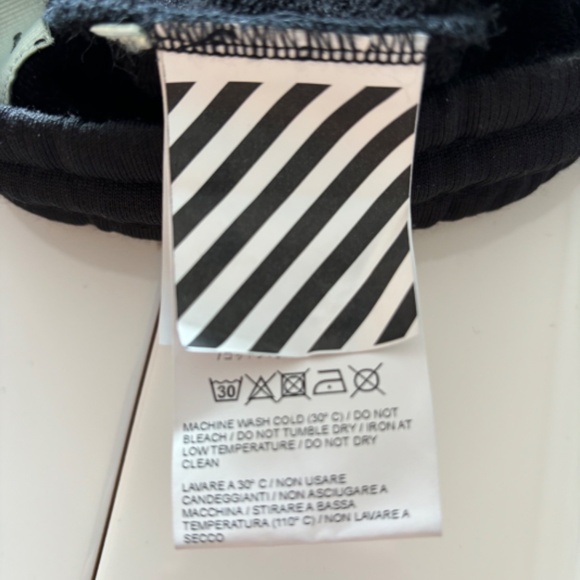 30
MACHINE WASH COLD (30° C) / DO NOT
BLEACH / DO NOT TUMBLE DRY / IRON AT
LOW TEMPERATURE / DO NOT DRY
CLEAN
LAVARE A 30° C / NON USARE
CANDEGGIANTI / NON ASCIUGARE A
MACCHINA / STIRARE A BASSA
TEMPERATURA (110° C) / NON LAVARE A
SECCO